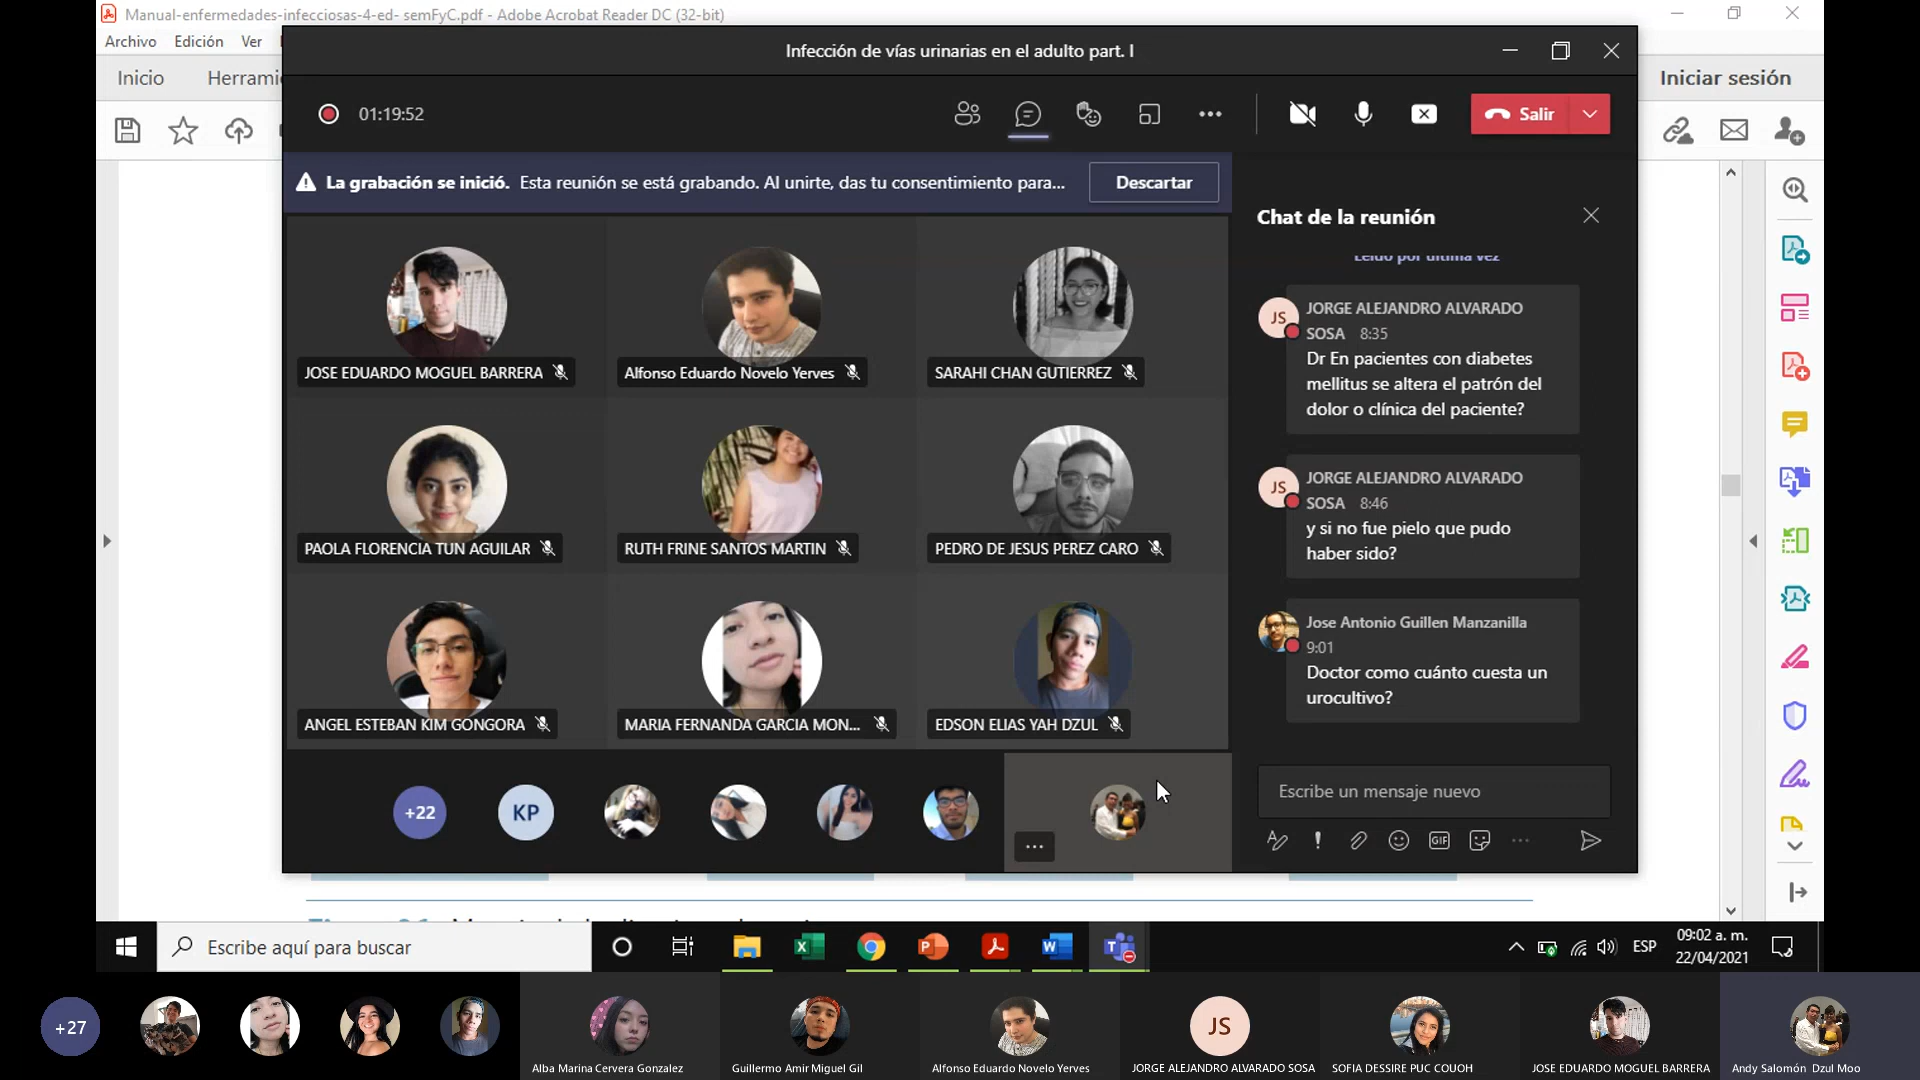 Manual-enfermedades-infecciosas-4-ed- semFyC.pdf - Adobe Acrobat Reader DC (32-bit)
Archivo Edición Ver
Infección de vías urinarias en el adulto part. I
Inicio
Iniciar sesión
01:19:52
Salir
La grabación se inició. Esta reunión se está grabando. Al unirte, das tu consentimiento para...
Descartar
Chat de la reunión
Leído por última vez
JS
JORGE ALEJANDRO ALVARADO
SOSA 8:35
Dr En pacientes con diabetes
mellitus se altera el patrón del
dolor o clínica del paciente?
JS
JORGE ALEJANDRO ALVARADO
SOSA 8:46
y si no fue pielo que pudo
haber sido?
Jose Antonio Guillen Manzanilla
9:01
Doctor como cuánto cuesta un
urocultivo?
Escribe un mensaje nuevo
GIF
JOSE EDUARDO MOGUEL BARRERA
Alfonso Eduardo Novelo Yerves
SARAHI CHAN GUTIERREZ
PAOLA FLORENCIA TUN AGUILAR
RUTH FRINE SANTOS MARTIN
PEDRO DE JESUS PEREZ CARO
ANGEL ESTEBAN KIM GONGORA
MARIA FERNANDA GARCIA MON...
EDSON ELIAS YAH DZUL
+22
KP
Escribe aquí para buscar
ESP
09:02 a. m.
22/04/2021
+27
JS
Alba Marina Cervera Gonzalez
Guillermo Amir Miguel Gil
Alfonso Eduardo Novelo Yerves
JORGE ALEJANDRO ALVARADO SOSA
SOFIA DESSIRE PUC COUOH
JOSE EDUARDO MOGUEL BARRERA
Andy Salomón Dzul Moo